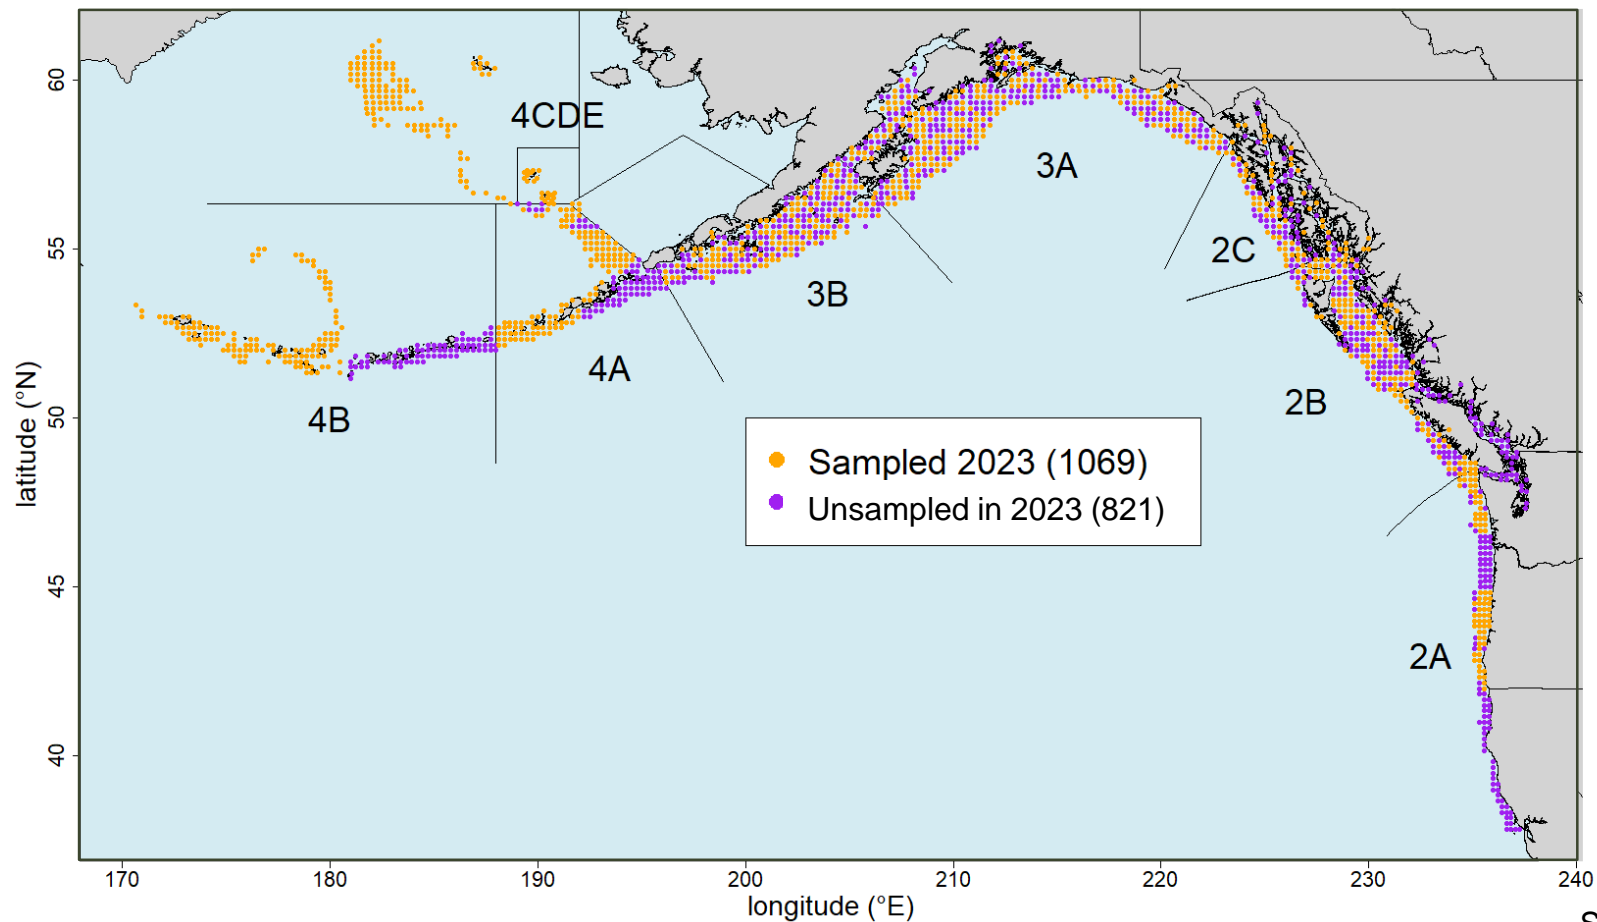 60
55
50
45
40
latitude (°N)
4CDE
3A
2C
3B
4A
2B
4B
Sampled 2023 (1069)
Unsampled in 2023 (821)
2A
170
180
190
200
210
220
230
240
longitude (°E)